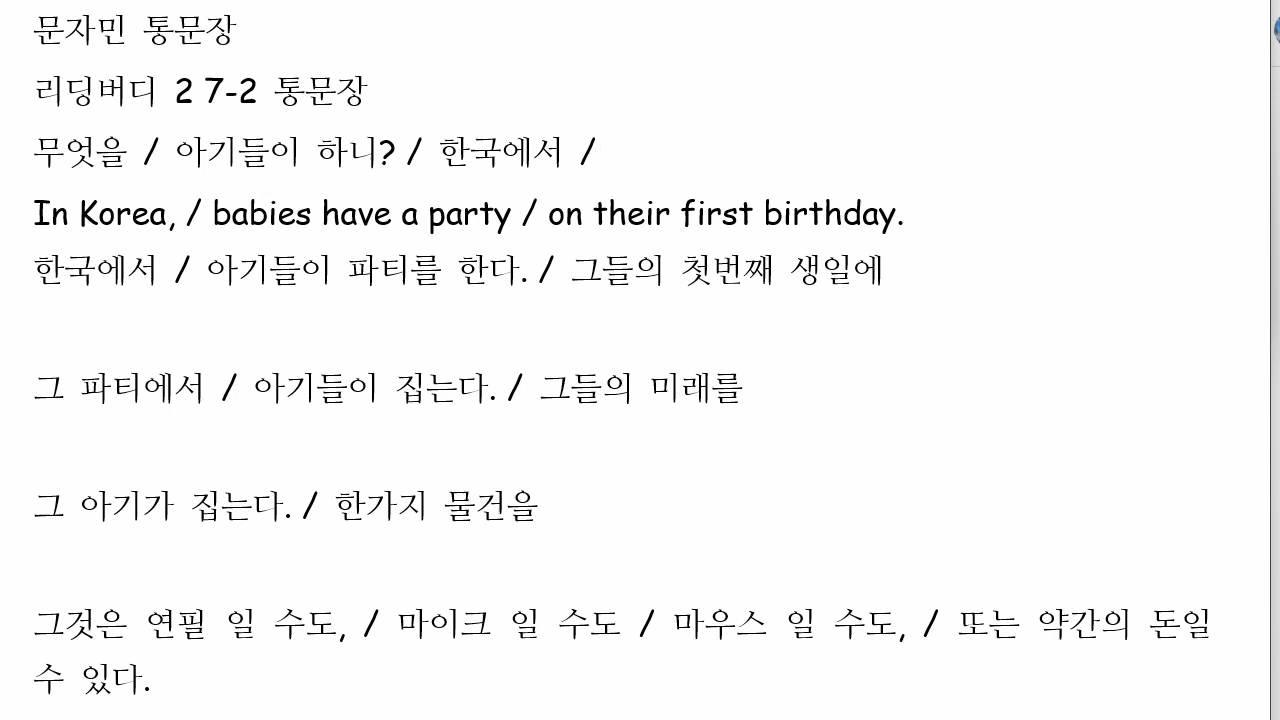 문자민 통문장
리딩버디 2 7-2 통문장
무엇을 / 아기들이 하니? / 한국에서 /
In Korea, / babies have a party / on their first birthday.
한국에서 / 아기들이 파티를 한다. / 그들의 첫번째 생일에
그 파티에서 / 아기들이 집는다. / 그들의 미래를
그 아기가 집는다. / 한가지 물건을
그것은 연필 일 수도, / 마이크 일 수도 / 마우스 일 수도, / 또는 약간의 돈일
수 있다.